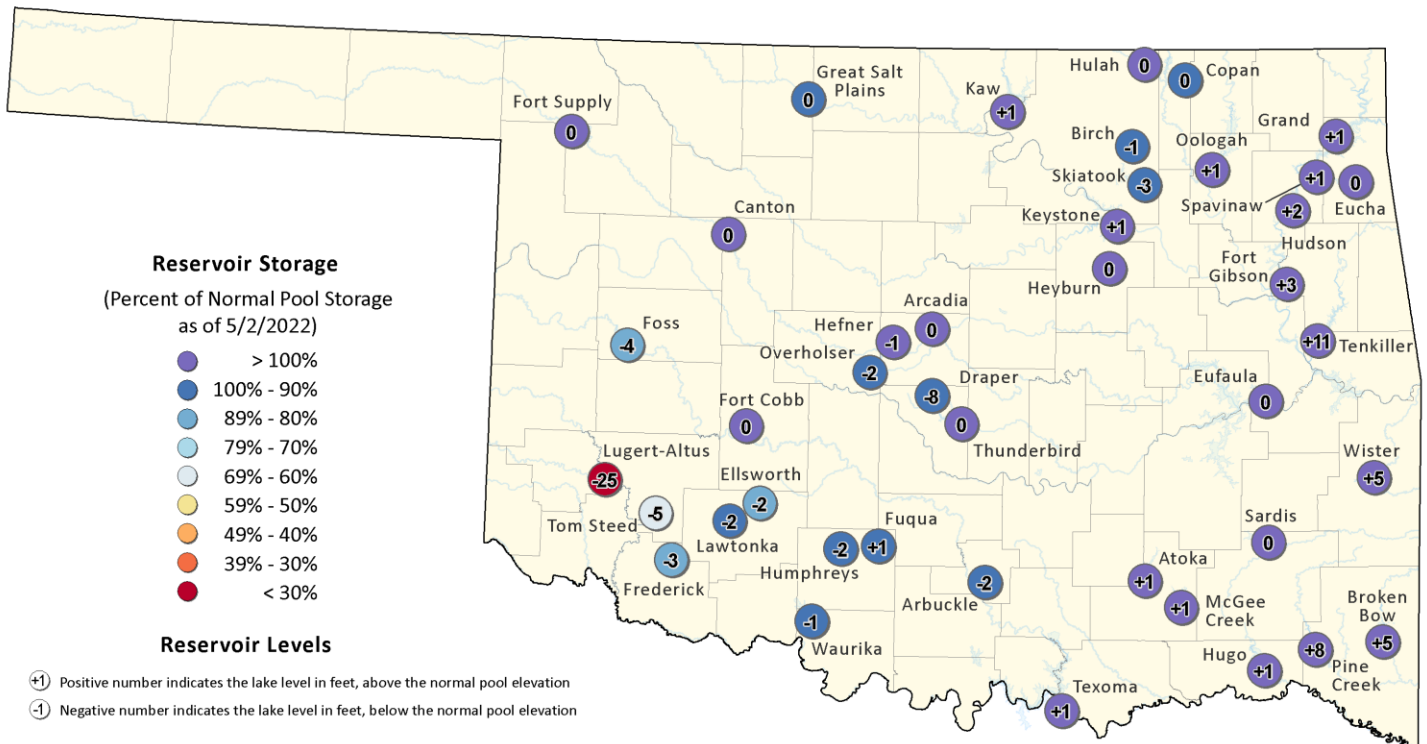 Hulah
0
0
Copan
Great Salt
Plains
0
Kaw
+1
Fort Supply
0
Grand
+1
Birch
-1
Oologah
+1
Skiatook
-3
+1
0
Spavinaw
Eucha
+2
Hudson
Canton
0
Keystone
+1
Heyburn
0
Fort
Gibson
+3
Reservoir Storage
(Percent of Normal Pool Storage
as of 5/2/2022)
> 100%
100% - 90%
89% - 80%
79% - 70%
69% - 60%
59% - 50%
49% - 40%
39% - 30%
< 30%
Foss
-4
Arcadia
0
Hefner
-1
Overholser
-2
Draper
-8
Thunderbird
0
+11
Tenkiller
Eufaula
0
Fort Cobb
0
Lugert-Altus
-25
Ellsworth
-2
Tom Steed
-5
-2
Lawtonka
-3
Frederick
Wister
+5
Fuqua
-2
+1
Humphreys
Sardis
0
Arbuckle
-2
Atoka
+1
+1
McGee
Creek
Broken
Bow
+5
-1
Waurika
Hugo
+1
+8
Pine
Creek
Texoma
+1
Reservoir Levels
+1 Positive number indicates the lake level in feet, above the normal pool elevation
-1 Negative number indicates the lake level in feet, below the normal pool elevation